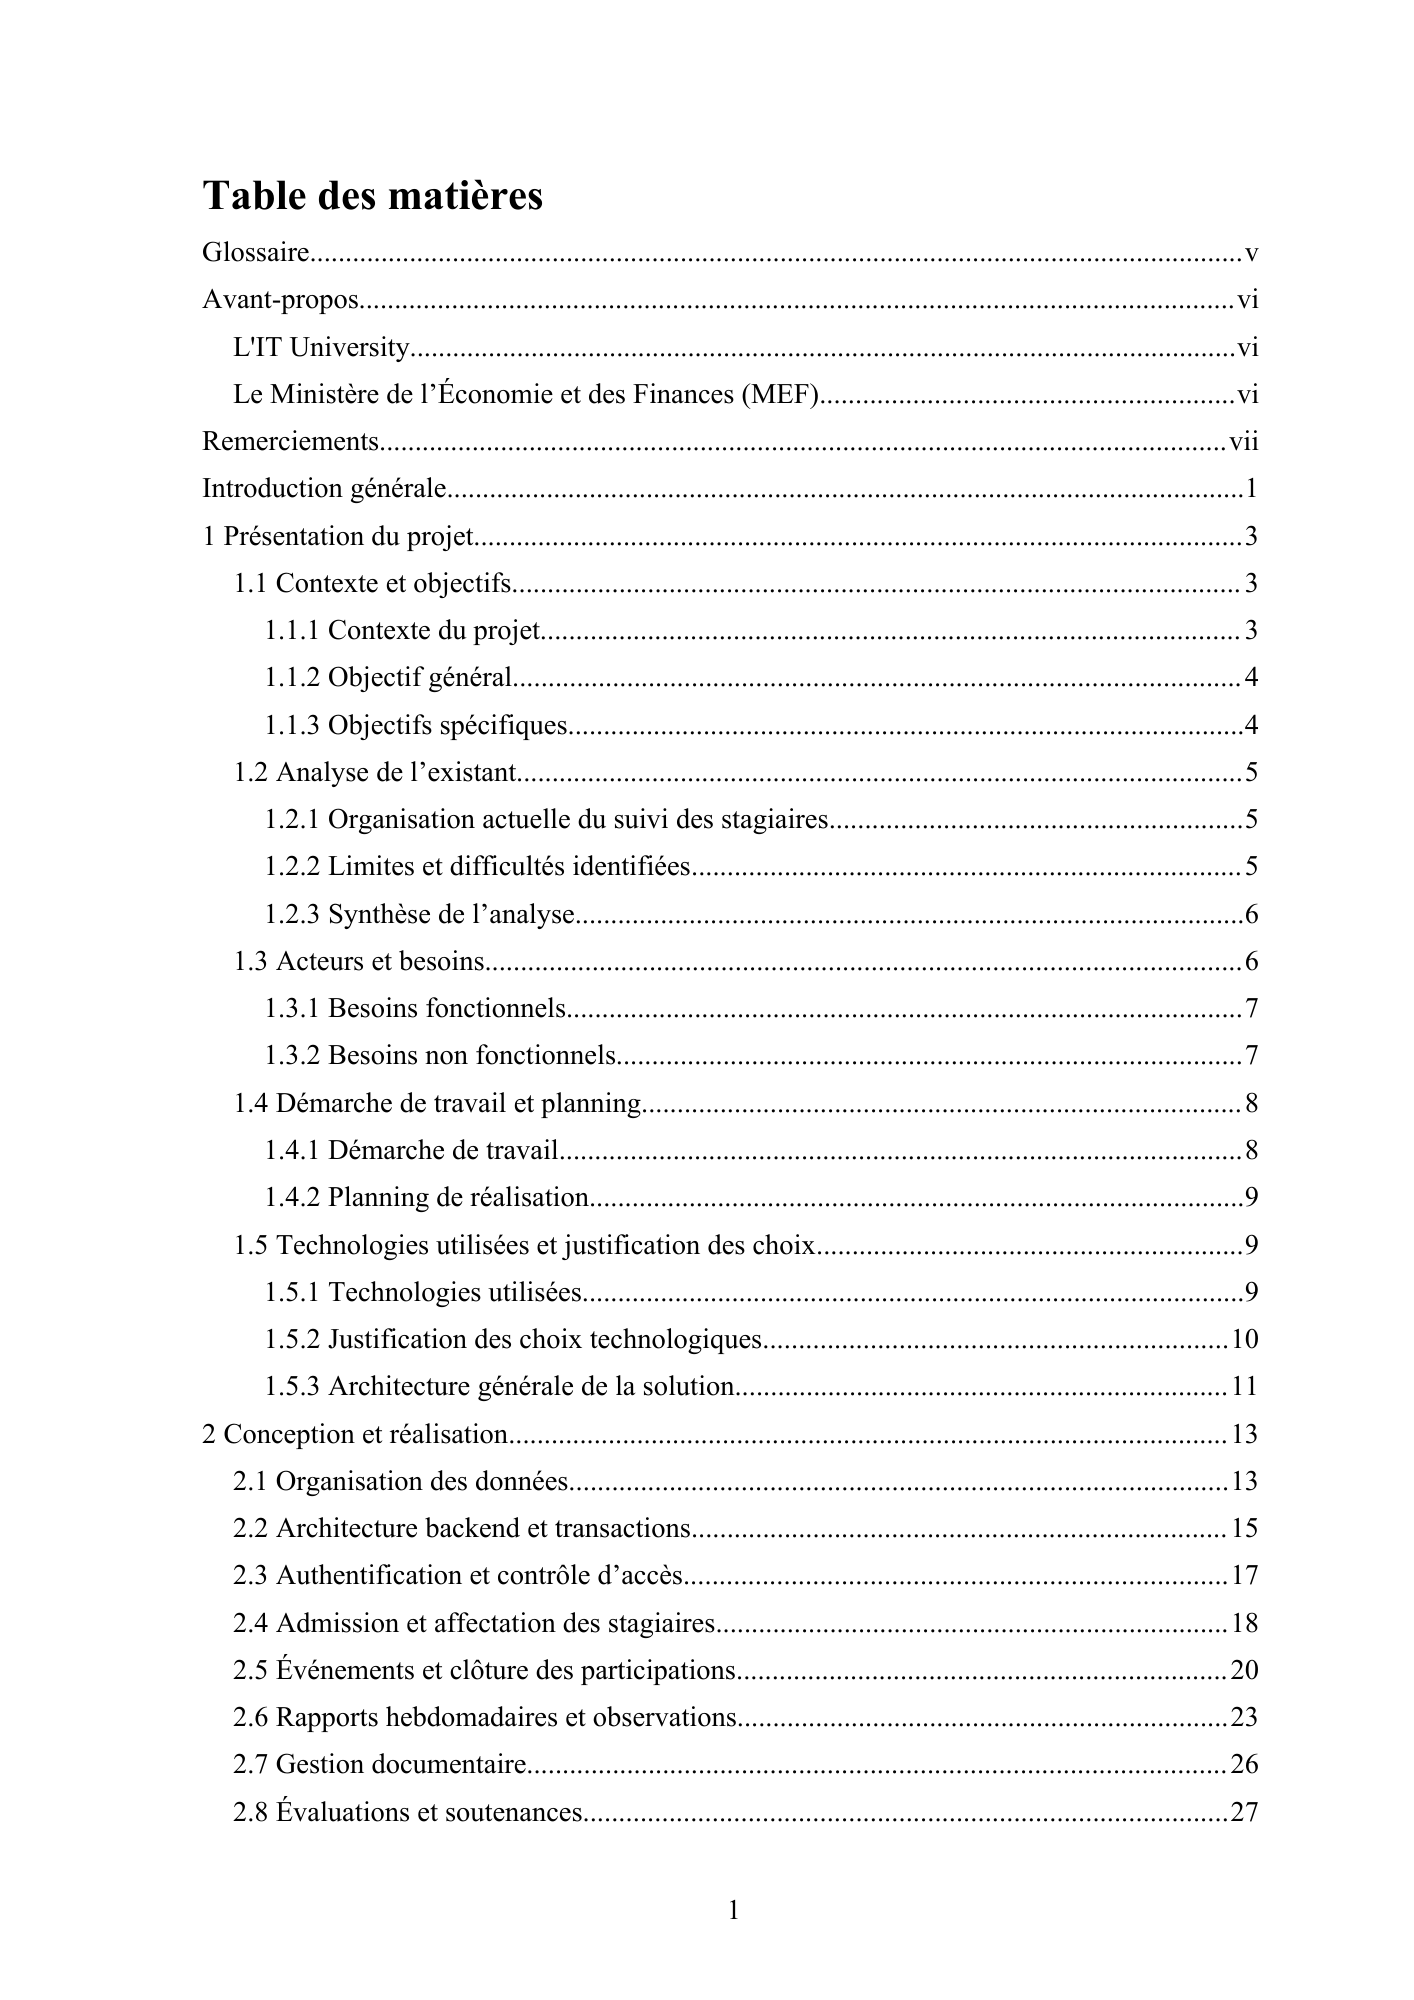 Table des matières
Glossaire....................v
Avant-propos....................vi
L'IT University....................vi
Le Ministère de l’Économie et des Finances (MEF)....................vi
Remerciements....................vii
Introduction générale....................1
1 Présentation du projet....................3
1.1 Contexte et objectifs....................3
1.1.1 Contexte du projet....................3
1.1.2 Objectif général....................4
1.1.3 Objectifs spécifiques....................4
1.2 Analyse de l’existant....................5
1.2.1 Organisation actuelle du suivi des stagiaires....................5
1.2.2 Limites et difficultés identifiées....................5
1.2.3 Synthèse de l’analyse....................6
1.3 Acteurs et besoins....................6
1.3.1 Besoins fonctionnels....................7
1.3.2 Besoins non fonctionnels....................7
1.4 Démarche de travail et planning....................8
1.4.1 Démarche de travail....................8
1.4.2 Planning de réalisation....................9
1.5 Technologies utilisées et justification des choix....................9
1.5.1 Technologies utilisées....................9
1.5.2 Justification des choix technologiques....................10
1.5.3 Architecture générale de la solution....................11
2 Conception et réalisation....................13
2.1 Organisation des données....................13
2.2 Architecture backend et transactions....................15
2.3 Authentification et contrôle d’accès....................17
2.4 Admission et affectation des stagiaires....................18
2.5 Événements et clôture des participations....................20
2.6 Rapports hebdomadaires et observations....................23
2.7 Gestion documentaire....................26
2.8 Évaluations et soutenances....................27
1